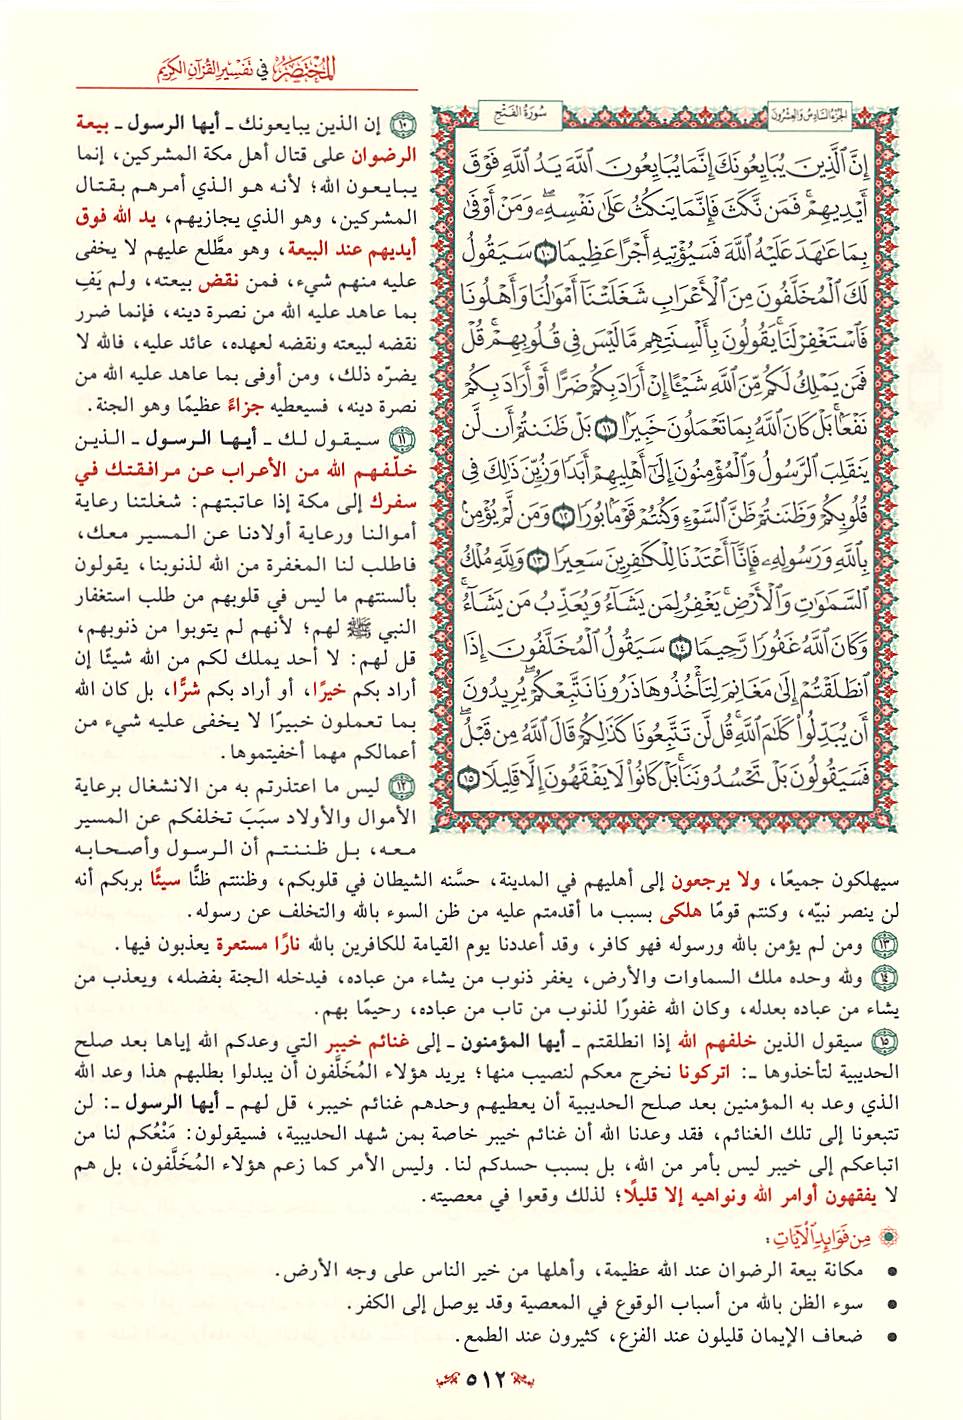 المُخْتَصَرُ فِي تَفْسِيرِ الْقُرْآنِ الْكَرِيمِ
الجُزْءُ السَّادِسُ وَالعِشْرُونَ
سُورَةُ الفَتْحِ
إِنَّ ٱلَّذِينَ يُبَايِعُونَكَ إِنَّمَا يُبَايِعُونَ ٱللَّهَ يَدُ ٱللَّهِ فَوْقَ
أَيْدِيهِمْ ۚ فَمَن نَّكَثَ فَإِنَّمَا يَنكُثُ عَلَىٰ نَفْسِهِۦ ۖ وَمَنْ أَوْفَىٰ
بِمَا عَٰهَدَ عَلَيْهُ ٱللَّهَ فَسَيُؤْتِيهِ أَجْرًا عَظِيمًا ١٠ سَيَقُولُ
لَكَ ٱلْمُخَلَّفُونَ مِنَ ٱلْأَعْرَابِ شَغَلَتْنَآ أَمْوَٰلُنَا وَأَهْلُونَا
فَٱسْتَغْفِرْ لَنَا ۚ يَقُولُونَ بِأَلْسِنَتِهِم مَّا لَيْسَ فِى قُلُوبِهِمْ ۚ قُلْ
فَمَن يَمْلِكُ لَكُم مِّنَ ٱللَّهِ شَيْـًٔا إِنْ أَرَادَ بِكُمْ ضَرًّا أَوْ أَرَادَ بِكُمْ
نَفْعًۢا ۚ بَلْ كَانَ ٱللَّهُ بِمَا تَعْمَلُونَ خَبِيرًۢا ١١ بَلْ ظَنَنتُمْ أَن لَّن
يَنقَلِبَ ٱلرَّسُولُ وَٱلْمُؤْمِنُونَ إِلَىٰٓ أَهْلِيهِمْ أَبَدًا وَزُيِّنَ ذَٰلِكَ فِى
قُلُوبِكُمْ وَظَنَنتُمْ ظَنَّ ٱلسَّوْءِ وَكُنتُمْ قَوْمًۢا بُورًا ١٢ وَمَن لَّمْ يُؤْمِنۢ
بِٱللَّهِ وَرَسُولِهِۦ فَإِنَّآ أَعْتَدْنَا لِلْكَٰفِرِينَ سَعِيرًا ١٣ وَلِلَّهِ مُلْكُ
ٱلسَّمَٰوَٰتِ وَٱلْأَرْضِ ۚ يَغْفِرُ لِمَن يَشَآءُ وَيُعَذِّبُ مَن يَشَآءُ ۚ
وَكَانَ ٱللَّهُ غَفُورًا رَّحِيمًا ١٤ سَيَقُولُ ٱلْمُخَلَّفُونَ إِذَا
ٱنطَلَقْتُمْ إِلَىٰ مَغَانِمَ لِتَأْخُذُوهَا ذَرُونَا نَتَّبِعْكُمْ ۖ يُرِيدُونَ
أَن يُبَدِّلُوا۟ كَلَٰمَ ٱللَّهِ ۚ قُل لَّن تَتَّبِعُونَا كَذَٰلِكُمْ قَالَ ٱللَّهُ مِن قَبْلُ ۖ
فَسَيَقُولُونَ بَلْ تَحْسُدُونَنَا ۚ بَلْ كَانُوا۟ لَا يَفْقَهُونَ إِلَّا قَلِيلًا ١٥
١٠ إن الذين يبايعونك ـ أيها الرسول ـ بيعة
الرضوان على قتال أهل مكة المشركين، إنما
يبايعون الله؛ لأنه هو الذي أمرهم بقتال
المشركين، وهو الذي يجازيهم، يد الله فوق
أيديهم عند البيعة، وهو مطَّلع عليهم لا يخفى
عليه منهم شيء، فمن نقض بيعته، ولم يَفِ
بما عاهد عليه الله من نصرة دينه، فإنما ضرر
نقضه لبيعته ونقضه لعهده، عائد عليه، فالله لا
يضرّه ذلك، ومن أوفى بما عاهد عليه الله من
نصرة دينه، فسيعطيه جزاءً عظيمًا وهو الجنة.
١١ سيقول لك ـ أيها الرسول ـ الذين
خلّفهم الله من الأعراب عن مرافقتك في
سفرك إلى مكة إذا عاتبتهم: شغلتنا رعاية
أموالنا ورعاية أولادنا عن المسير معك،
فاطلب لنا المغفرة من الله لذنوبنا، يقولون
بألسنتهم ما ليس في قلوبهم من طلب استغفار
النبي ﷺ لهم؛ لأنهم لم يتوبوا من ذنوبهم،
قل لهم: لا أحد يملك لكم من الله شيئًا إن
أراد بكم خيرًا، أو أراد بكم شرًّا، بل كان الله
بما تعملون خبيرًا لا يخفى عليه شيء من
أعمالكم مهما أخفيتموها.
١٢ ليس ما اعتذرتم به من الانشغال برعاية
الأموال والأولاد سبَبَ تخلفكم عن المسير
معه، بل ظننتم أن الرسول وأصحابه
سيهلكون جميعًا، ولا يرجعون إلى أهليهم في المدينة، حسَّنه الشيطان في قلوبكم، وظننتم ظنًّا سيئًا بربكم أنه
لن ينصر نبيّه، وكنتم قومًا هلكى بسبب ما أقدمتم عليه من ظن السوء بالله والتخلف عن رسوله.
١٣ ومن لم يؤمن بالله ورسوله فهو كافر، وقد أعددنا يوم القيامة للكافرين بالله نارًا مستعرة يعذبون فيها.
١٤ ولله وحده ملك السماوات والأرض، يغفر ذنوب من يشاء من عباده، فيدخله الجنة بفضله، ويعذب من
يشاء من عباده بعدله، وكان الله غفورًا لذنوب من تاب من عباده، رحيمًا بهم.
١٥ سيقول الذين خلفهم الله إذا انطلقتم ـ أيها المؤمنون ـ إلى غنائم خيبر التي وعدكم الله إياها بعد صلح
الحديبية لتأخذوها ـ: اتركونا نخرج معكم لنصيب منها؛ يريد هؤلاء المُخَلَّفون أن يبدلوا بطلبهم هذا وعد الله
الذي وعد به المؤمنين بعد صلح الحديبية أن يعطيهم وحدهم غنائم خيبر، قل لهم ـ أيها الرسول ـ: لن
تتبعونا إلى تلك الغنائم، فقد وعدنا الله أن غنائم خيبر خاصة بمن شهد الحديبية، فسيقولون: مَنْعُكم لنا من
اتباعكم إلى خيبر ليس بأمر من الله، بل بسبب حسدكم لنا. وليس الأمر كما زعم هؤلاء المُخَلَّفون، بل هم
لا يفقهون أوامر الله ونواهيه إلا قليلًا؛ لذلك وقعوا في معصيته.
مِن فَوَائِدِ الآيَاتِ:
• مكانة بيعة الرضوان عند الله عظيمة، وأهلها من خير الناس على وجه الأرض.
• سوء الظن بالله من أسباب الوقوع في المعصية وقد يوصل إلى الكفر.
• ضعاف الإيمان قليلون عند الفزع، كثيرون عند الطمع.
٥١٢